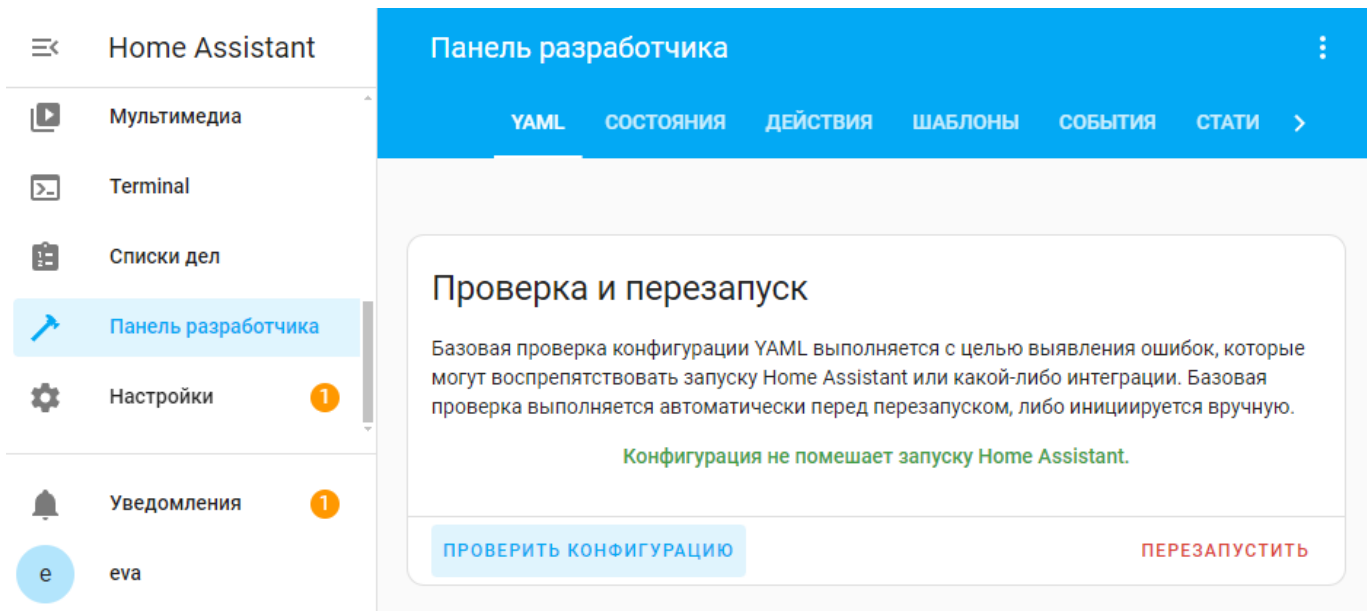 Home Assistant
Мультимедиа
Terminal
Списки дел
Панель разработчика
Настройки 1
Уведомления 1
e eva
Панель разработчика
YAML СОСТОЯНИЯ ДЕЙСТВИЯ ШАБЛОНЫ СОБЫТИЯ СТАТИ
Проверка и перезапуск
Базовая проверка конфигурации YAML выполняется с целью выявления ошибок, которые
могут воспрепятствовать запуску Home Assistant или какой-либо интеграции. Базовая
проверка выполняется автоматически перед перезапуском, либо инициируется вручную.
Конфигурация не помешает запуску Home Assistant.
ПРОВЕРИТЬ КОНФИГУРАЦИЮ ПЕРЕЗАПУСТИТЬ